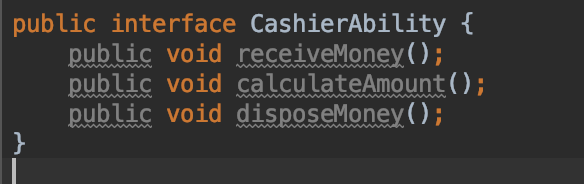 public interface CashierAbility {
    public void receiveMoney();
    public void calculateAmount();
    public void disposeMoney();
}